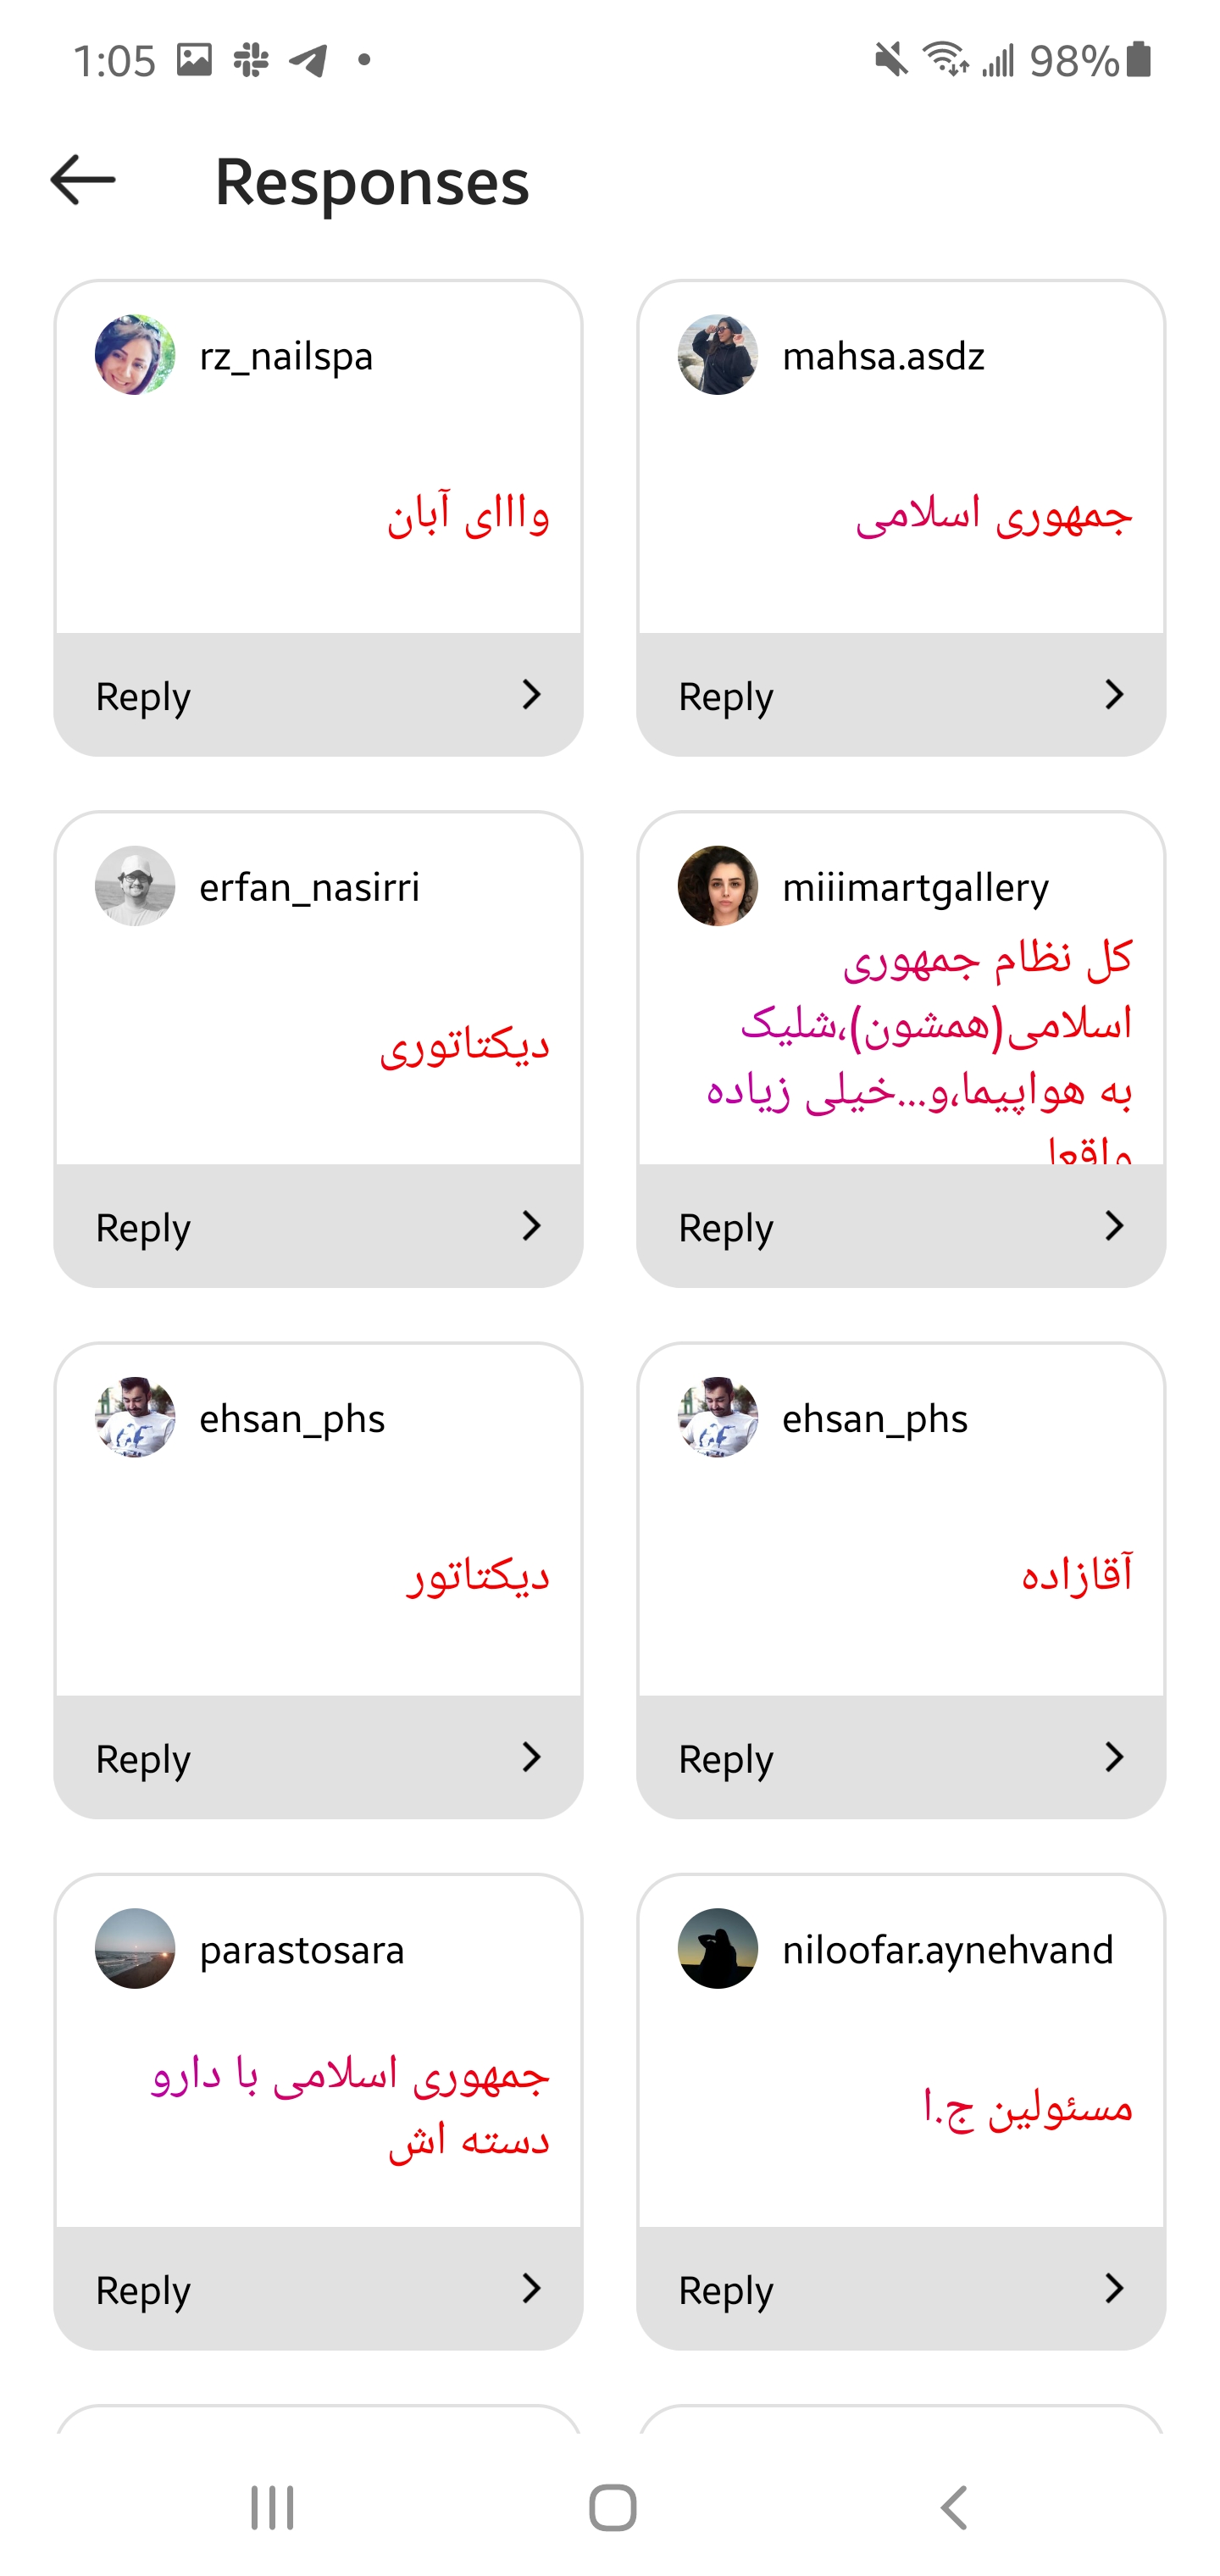 1:05
98%
Responses
rz_nailspa
وااای آبان
Reply
mahsa.asdz
جمهوری اسلامی
Reply
erfan_nasirri
دیکتاتوری
Reply
miiimartgallery
کل نظام جمهوری
اسلامی(همشون)،شلیک
به هواپیما،و...خیلی زیاده
واقعا
Reply
ehsan_phs
دیکتاتور
Reply
ehsan_phs
آقازاده
Reply
parastosara
جمهوری اسلامی با دارو
دسته اش
Reply
niloofar.aynehvand
مسئولین ج.ا
Reply